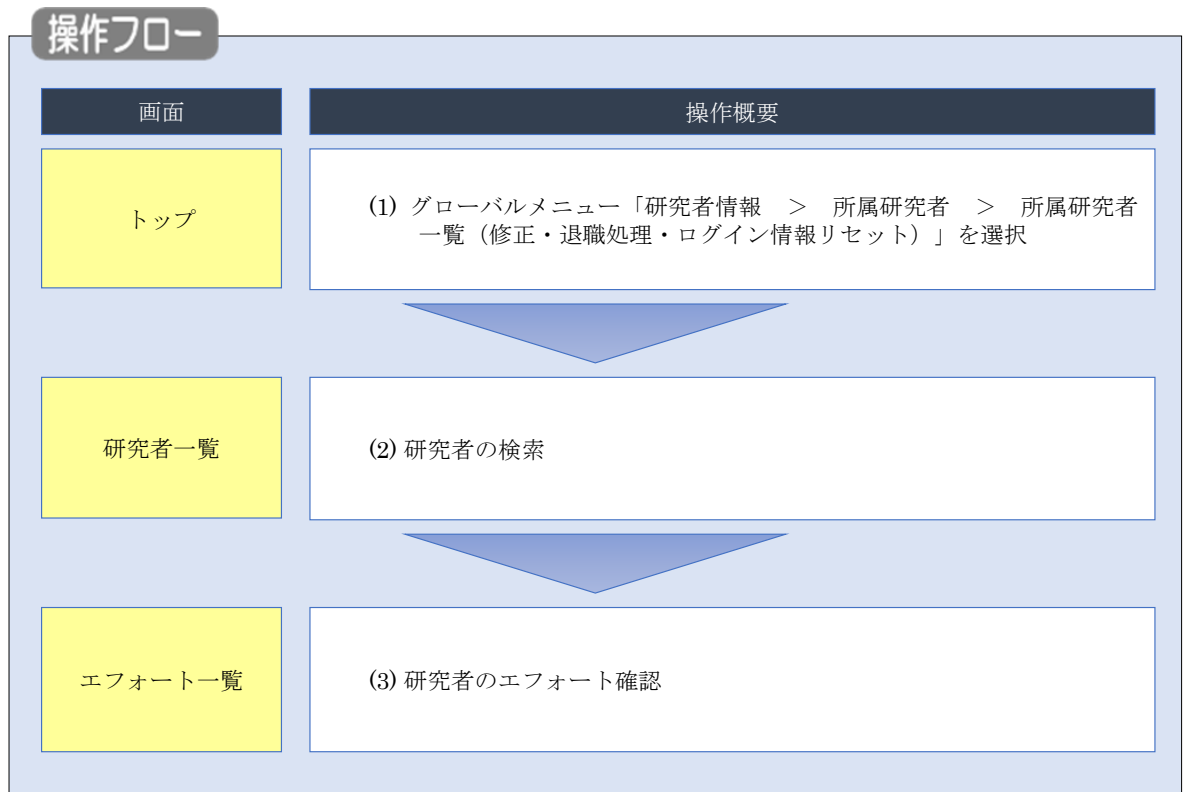 操作フロー
画面
操作概要
トップ
(1) グローバルメニュー「研究者情報　＞　所属研究者　＞　所属研究者
一覧（修正・退職処理・ログイン情報リセット）」を選択
研究者一覧
(2) 研究者の検索
エフォート一覧
(3) 研究者のエフォート確認